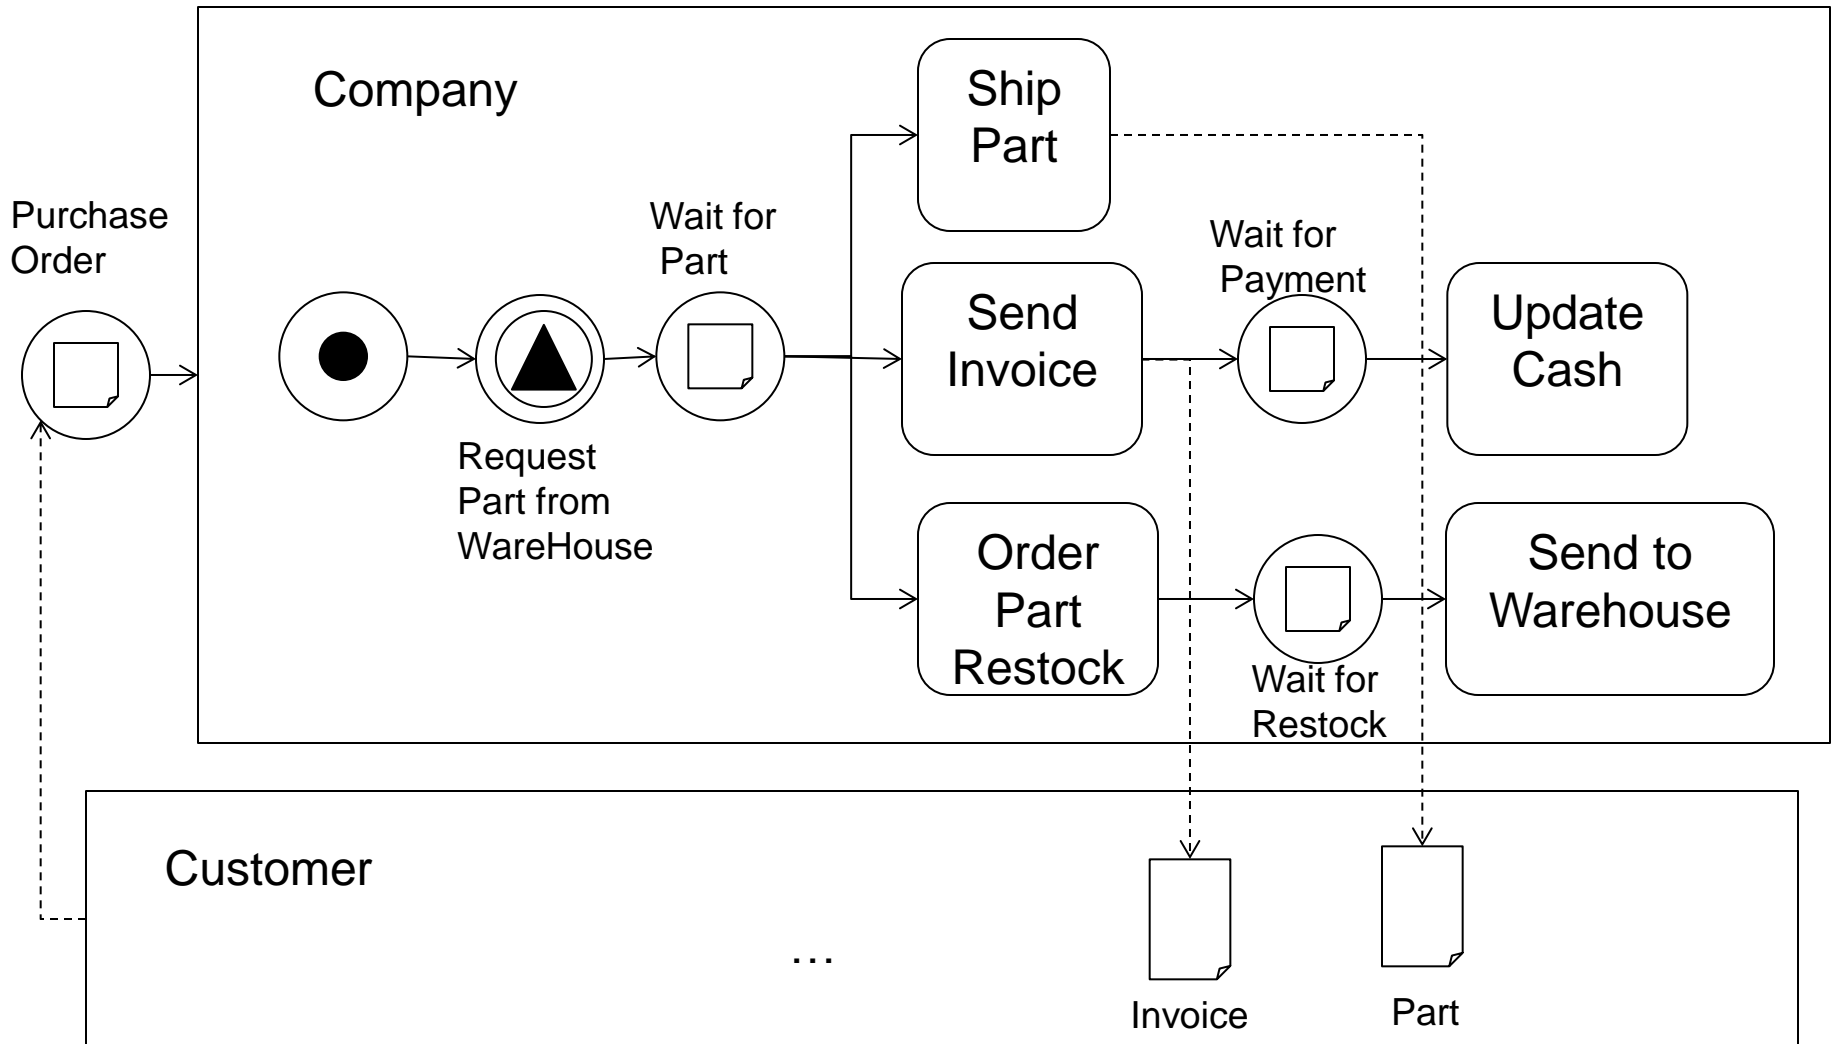 Company
Ship
Part
Purchase
Order
Wait for
Part
Wait for
Payment
Send
Invoice
Update
Cash
Request
Part from
WareHouse
Order
Part
Restock
Send to
Warehouse
Wait for
Restock
Customer
...
Invoice
Part